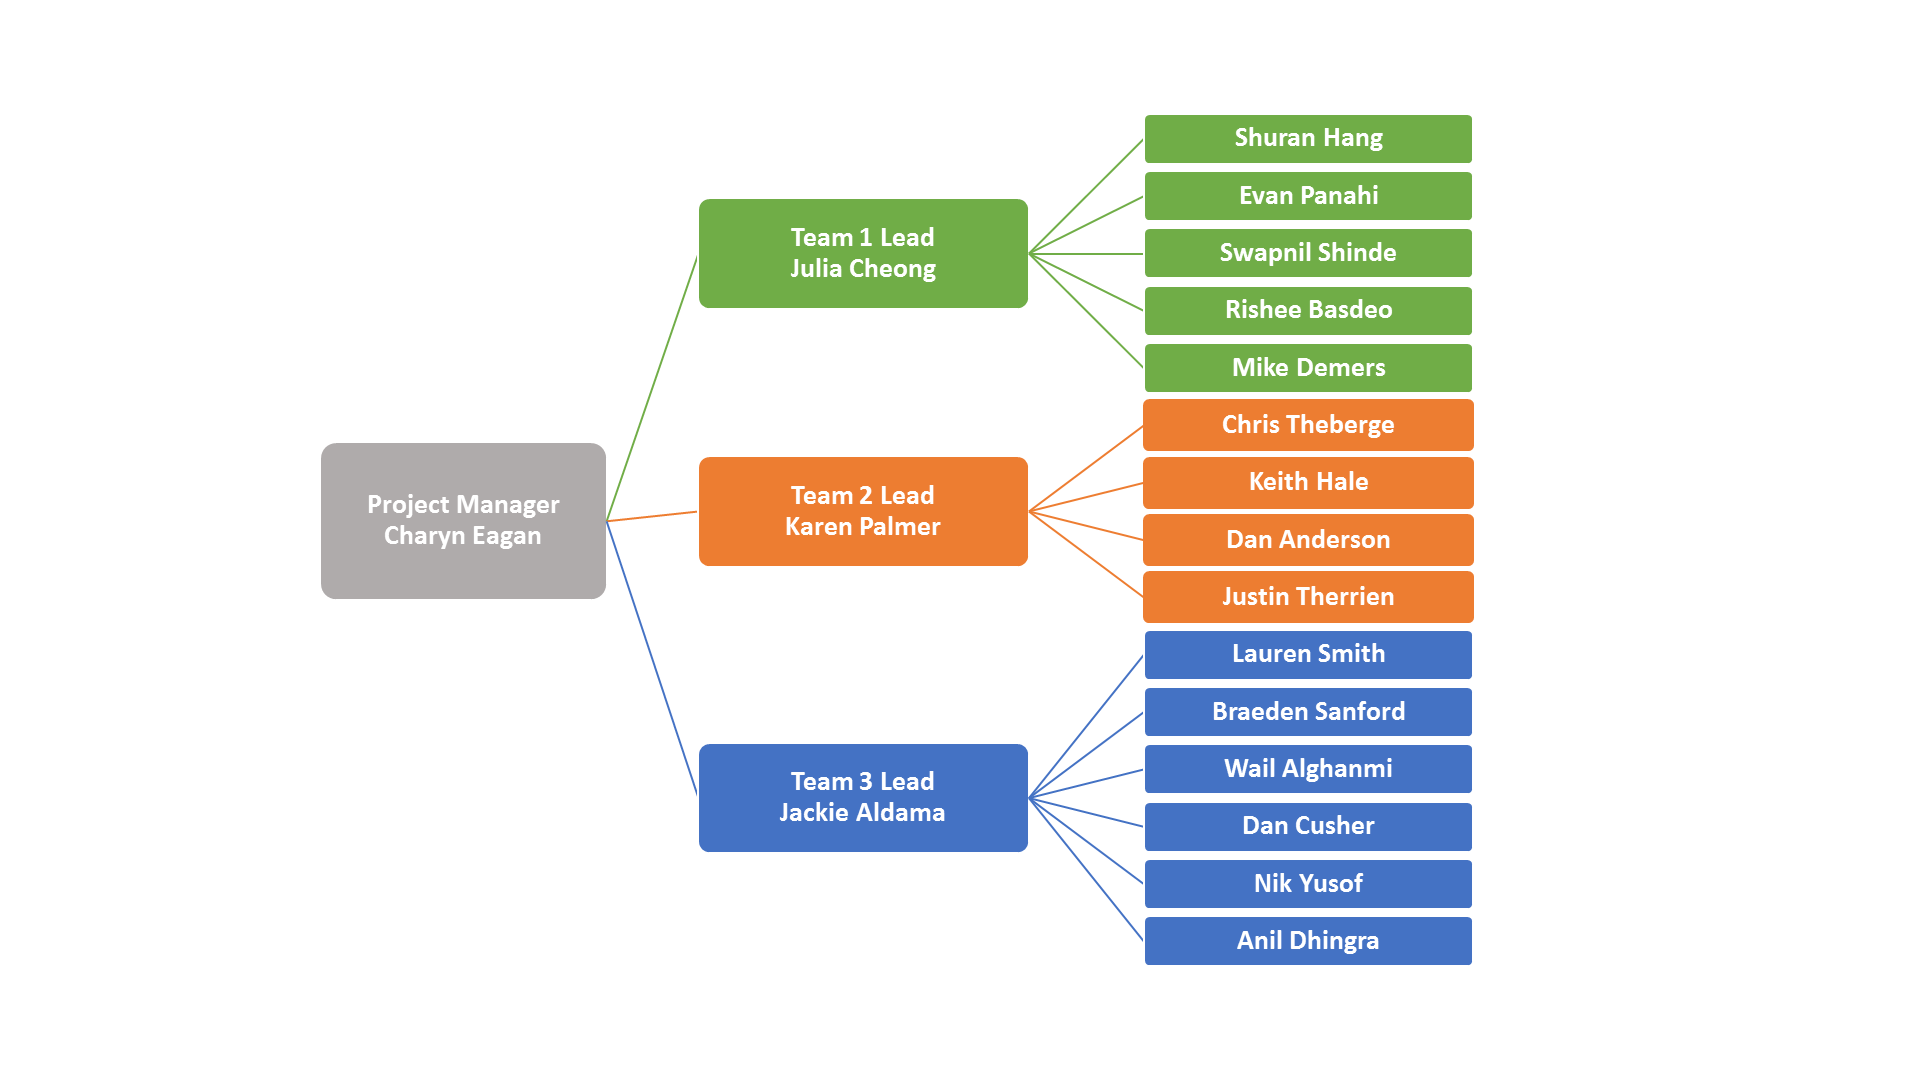 Project Manager
Charyn Eagan
Team 1 Lead
Julia Cheong
Shuran Hang
Evan Panahi
Swapnil Shinde
Rishee Basdeo
Mike Demers
Team 2 Lead
Karen Palmer
Chris Theberge
Keith Hale
Dan Anderson
Justin Therrien
Team 3 Lead
Jackie Aldama
Lauren Smith
Braeden Sanford
Wail Alghanmi
Dan Cusher
Nik Yusof
Anil Dhingra